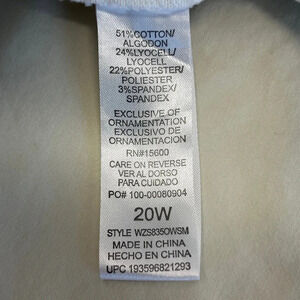 51%COTTON/
ALGODON
24%LYOCELL/
LYOCELL
22%POLYESTER/
POLIESTER
3%SPANDEX/
SPANDEX
EXCLUSIVE OF
ORNAMENTATION
EXCLUSIVO DE
ORNAMENTACION
RN#15600
CARE ON REVERSE
VER AL DORSO
PARA CUIDADO
PO# 100-00080904
20W
STYLE WZS835OWSM
MADE IN CHINA
HECHO EN CHINA
UPC 193596821293